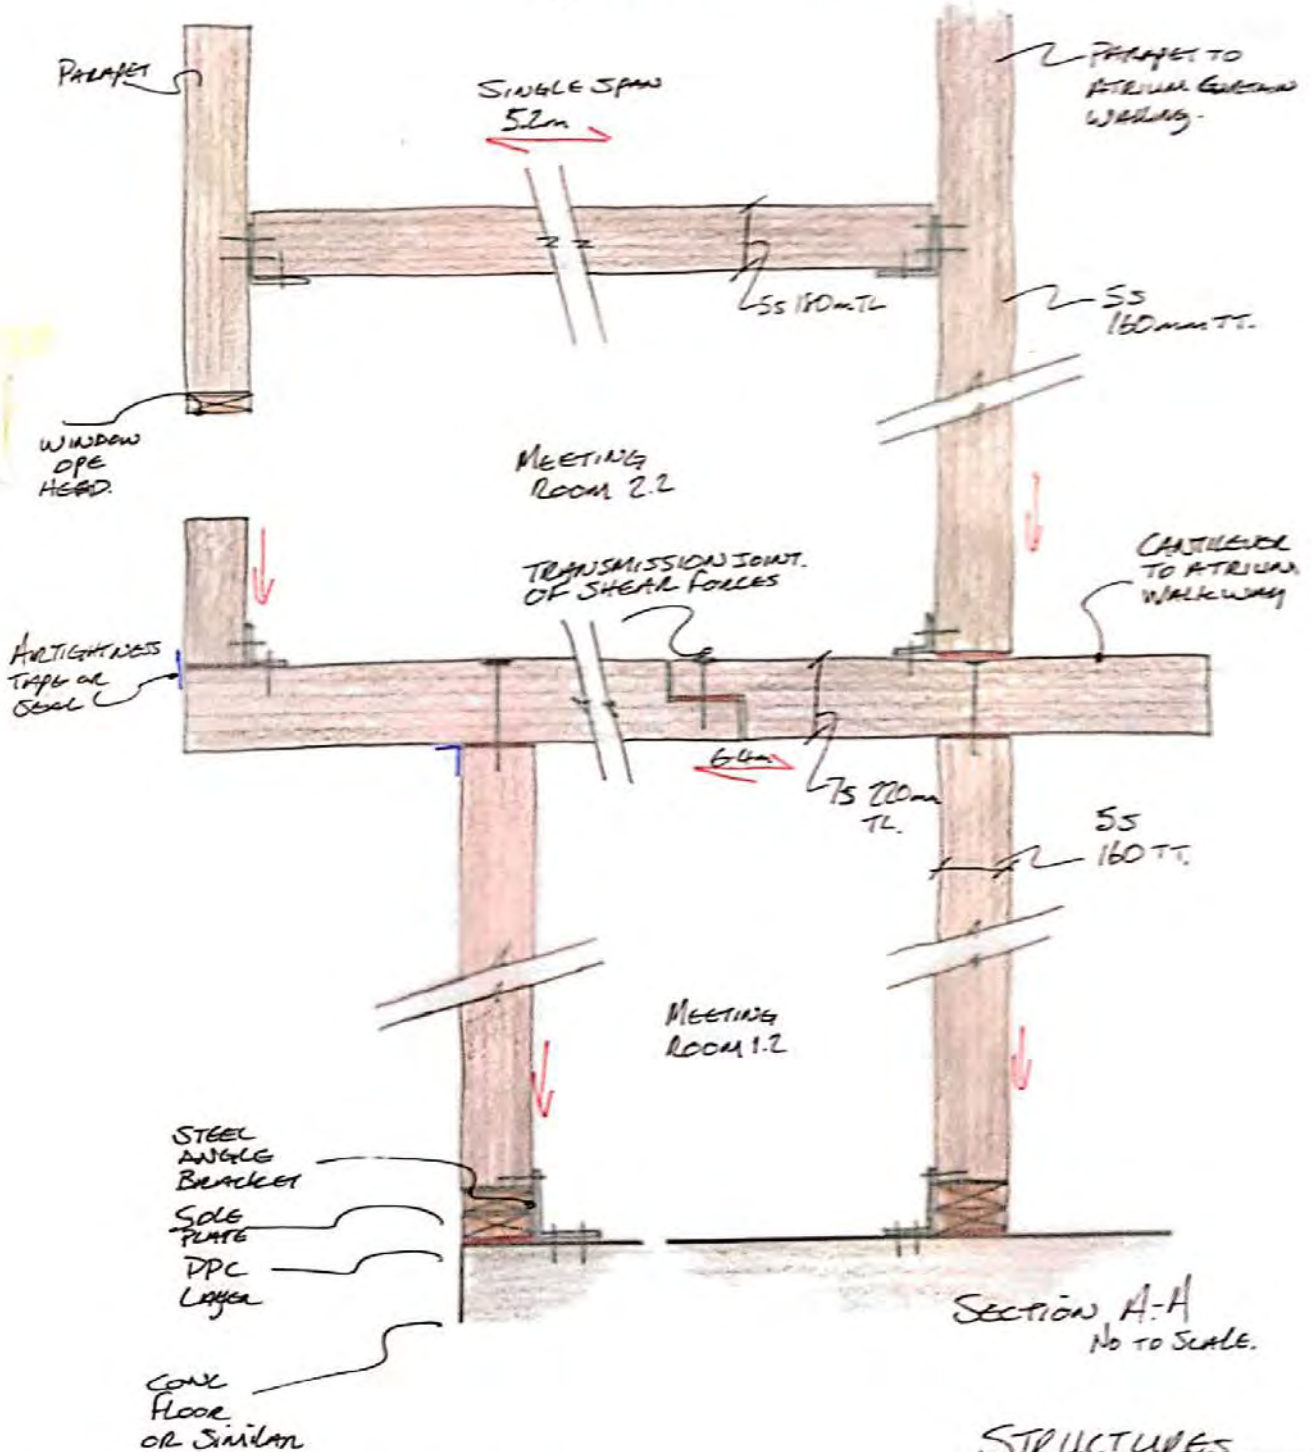 PARAPET
SINGLE SPAN
5.2m
PARAPET TO
ATRIUM CURTAIN
WALLING.
5s 180mm TL
5s
160mm TT.
WINDOW
OPE
HEAD.
MEETING
ROOM 2.2
TRANSMISSION JOINT.
OF SHEAR FORCES
CANTILEVER
TO ATRIUM
WALKWAY
AIRTIGHTNESS
TAPE OR
SEAL
6.4m
7s 220mm
TL.
5s
160 TT.
MEETING
ROOM 1.2
STEEL
ANGLE
BRACKET
SOLE
PLATE
DPC
LAYER
SECTION A-A
NO TO SCALE.
CONC
FLOOR
OR SIMILAR
STRUCTURES